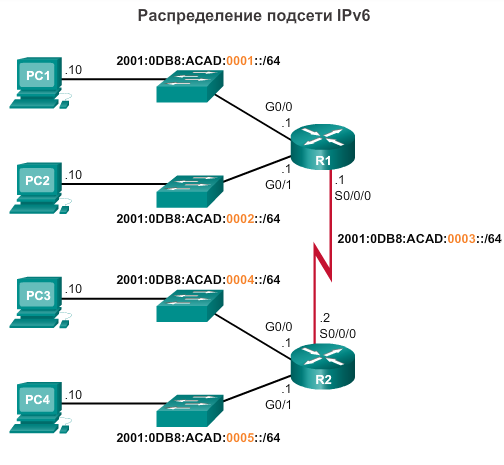 Распределение подсети IPv6
2001:0DB8:ACAD:0001::/64
PC1
.10
G0/0
.1
R1
PC2
.10
.1
G0/1
2001:0DB8:ACAD:0002::/64
.1
S0/0/0
2001:0DB8:ACAD:0003::/64
2001:0DB8:ACAD:0004::/64
PC3
.10
.2
S0/0/0
G0/0
.1
R2
PC4
.10
.1
G0/1
2001:0DB8:ACAD:0005::/64